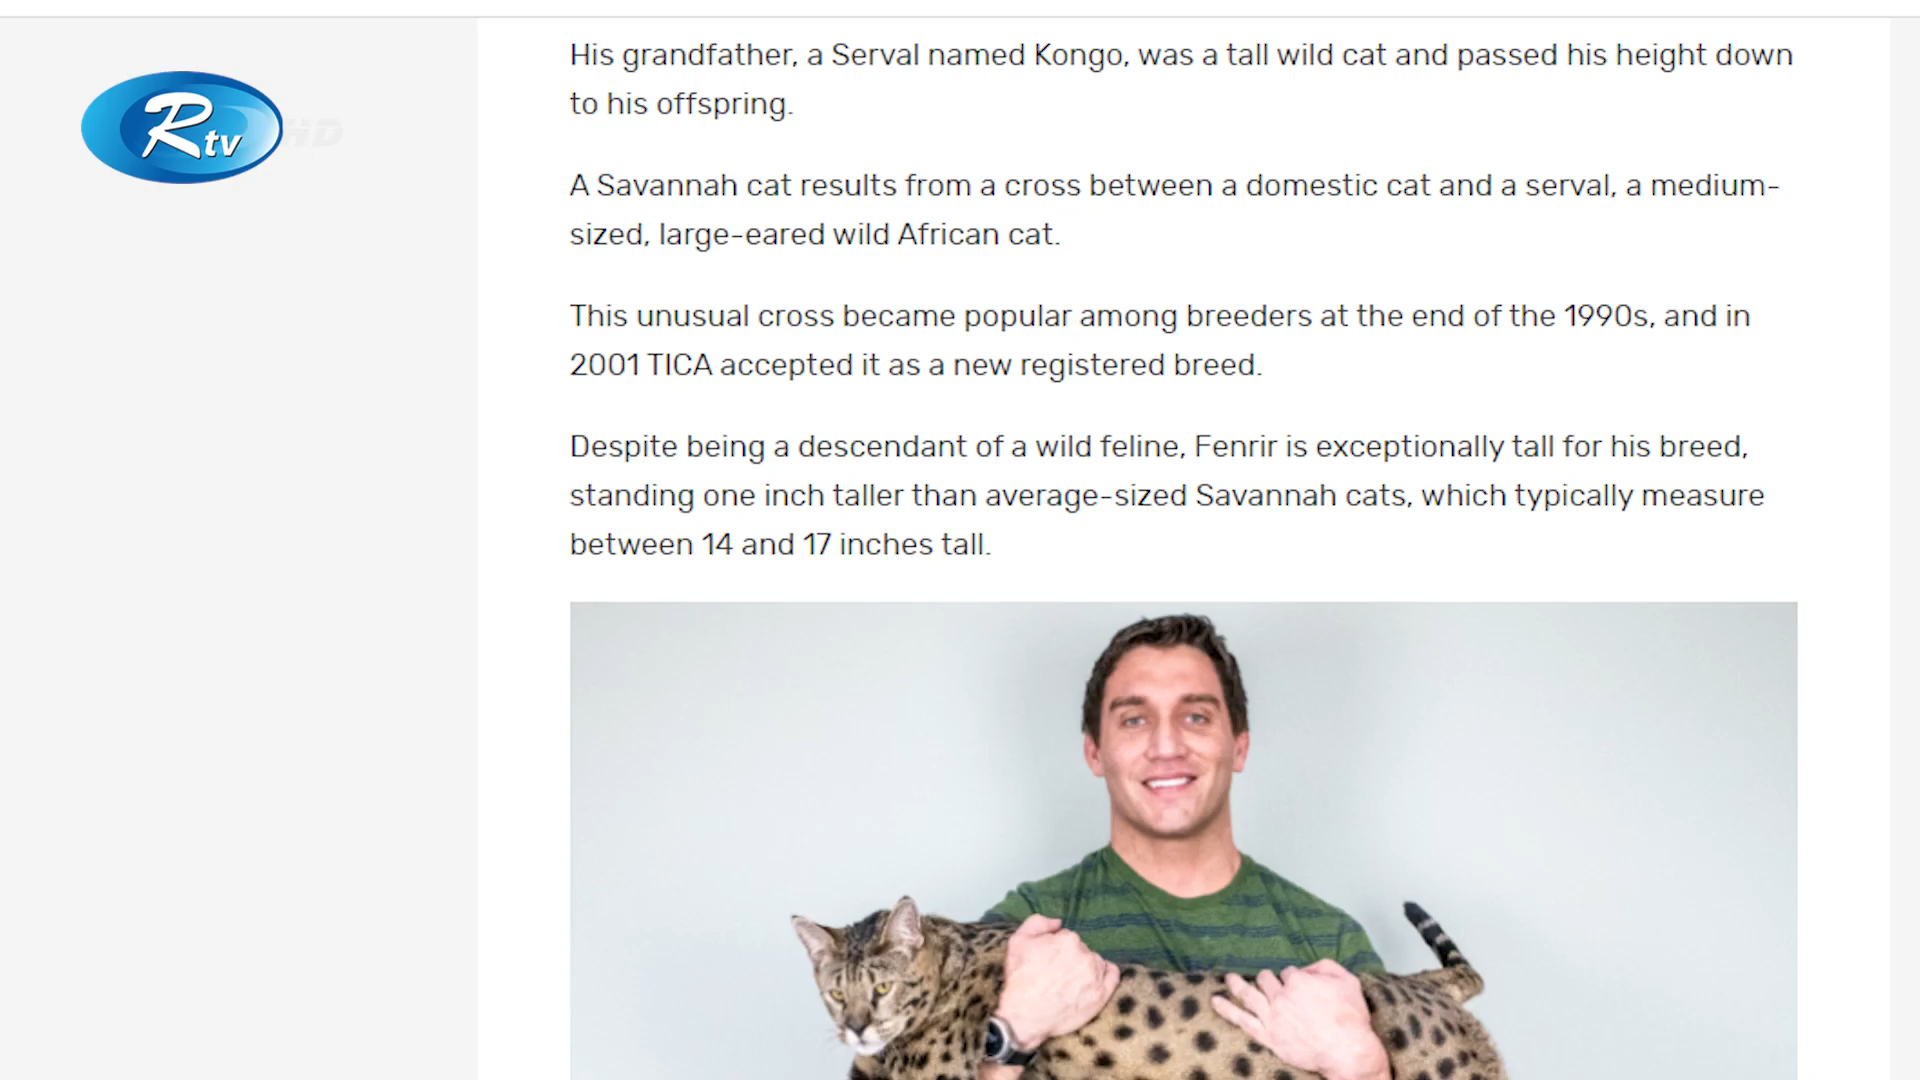 His grandfather, a Serval named Kongo, was a tall wild cat and passed his height down
to his offspring.
Rtv HD
A Savannah cat results from a cross between a domestic cat and a serval, a medium-
sized, large-eared wild African cat.
This unusual cross became popular among breeders at the end of the 1990s, and in
2001 TICA accepted it as a new registered breed.
Despite being a descendant of a wild feline, Fenrir is exceptionally tall for his breed,
standing one inch taller than average-sized Savannah cats, which typically measure
between 14 and 17 inches tall.